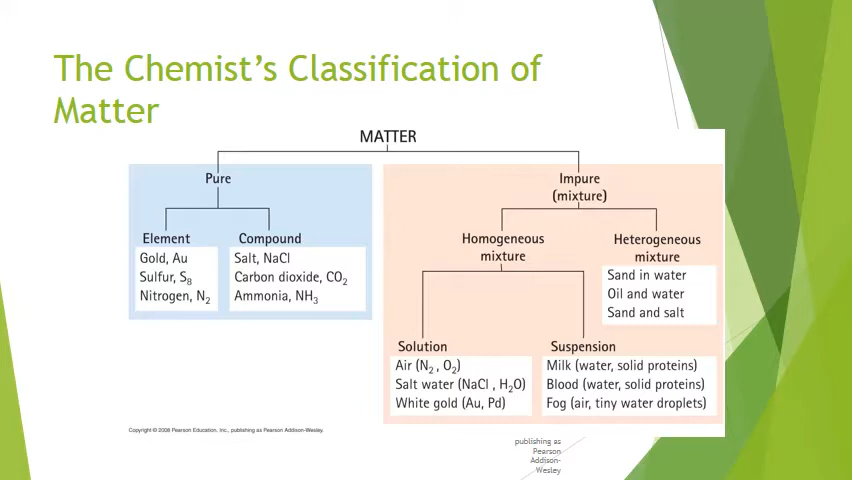 The Chemist's Classification of
Matter
MATTER
Pure
Impure
(mixture)
Element
Compound
Gold, Au
Sulfur, S₈
Nitrogen, N₂
Salt, NaCl
Carbon dioxide, CO₂
Ammonia, NH₃
Homogeneous
mixture
Heterogeneous
mixture
Sand in water
Oil and water
Sand and salt
Solution
Air (N₂ , O₂)
Salt water (NaCl , H₂O)
White gold (Au, Pd)
Suspension
Milk (water, solid proteins)
Blood (water, solid proteins)
Fog (air, tiny water droplets)
Copyright © 2008 Pearson Education, Inc., publishing as Pearson Addison-Wesley.
publishing as
Pearson
Addison-
Wesley